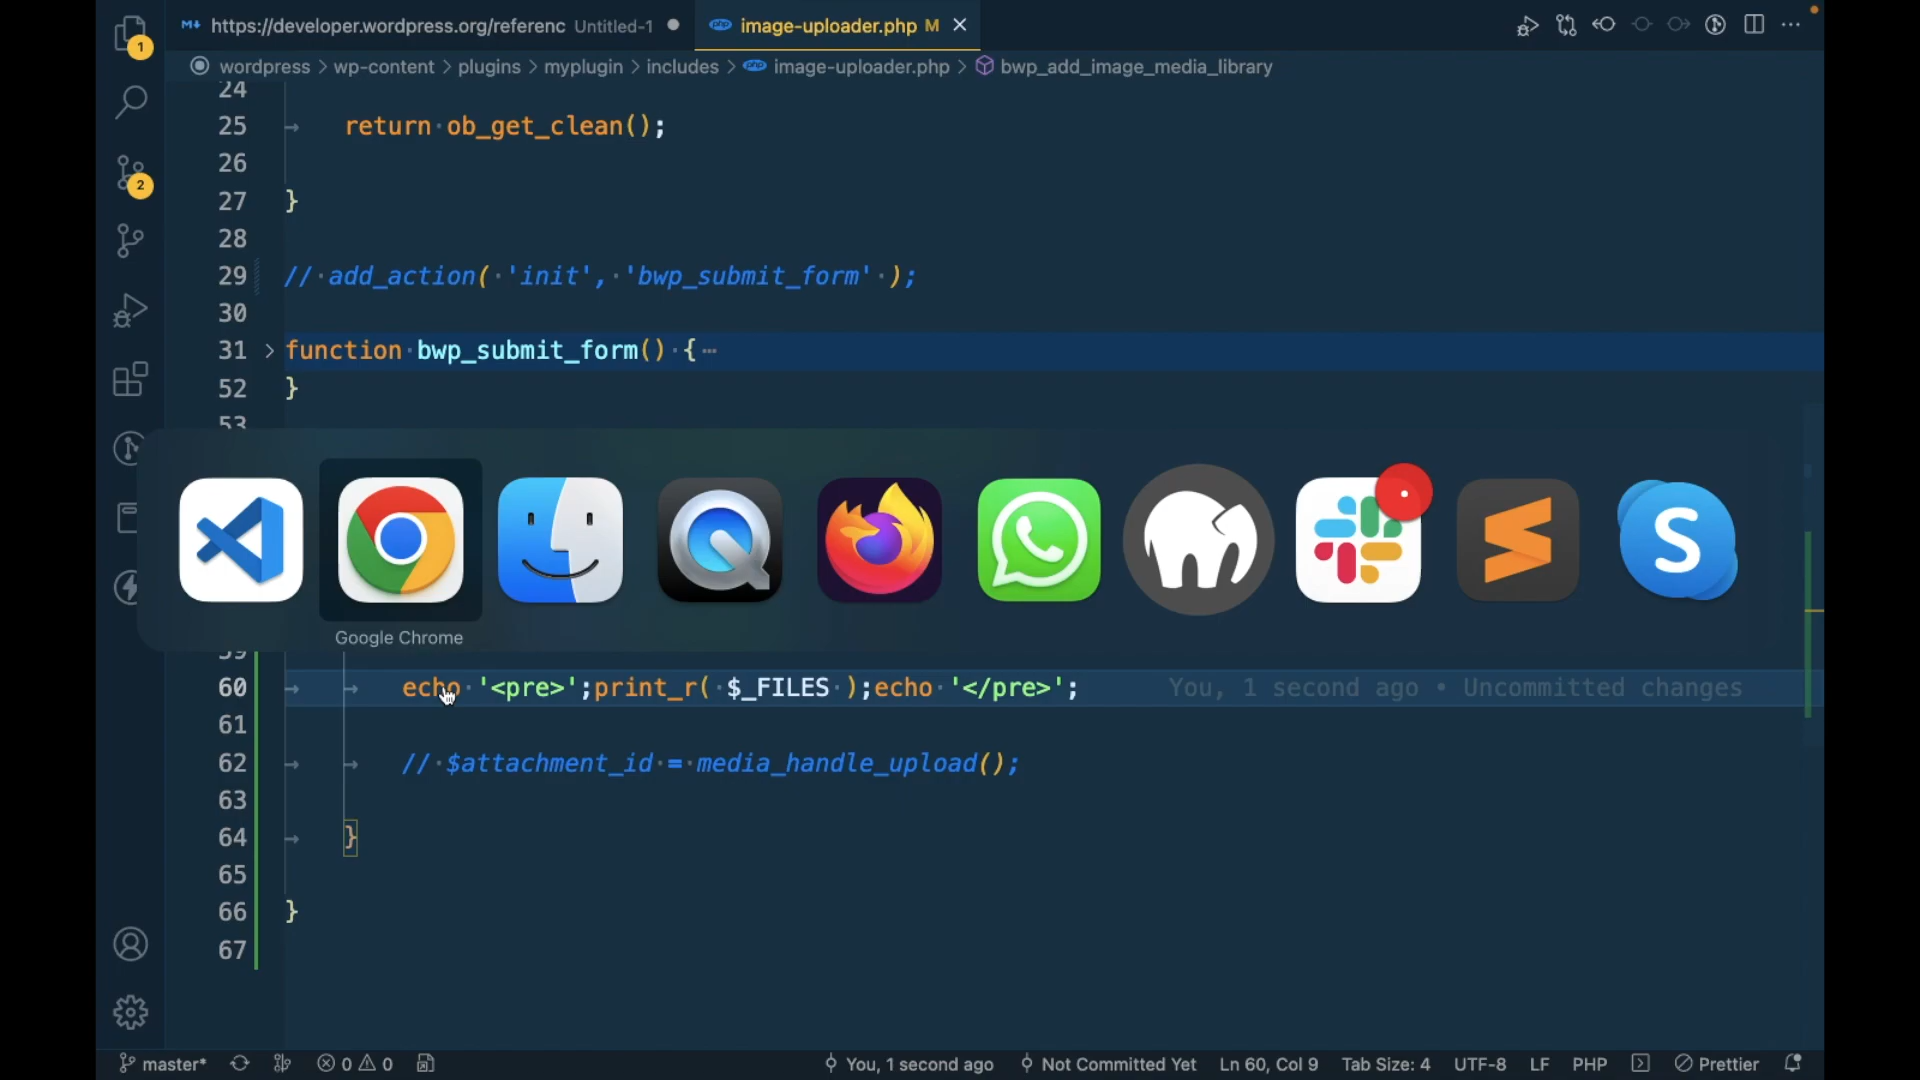 https://developer.wordpress.org/referenc Untitled-1
image-uploader.php M
wordpress > wp-content > plugins > myplugin > includes > image-uploader.php > bwp_add_image_media_library
1
2
24
25 return ob_get_clean();
26
27 }
28
29 // add_action( 'init', 'bwp_submit_form' );
30
31 function bwp_submit_form() { …
52 }
53
Google Chrome
59
60 echo '<pre>';print_r( $_FILES );echo '</pre>'; You, 1 second ago • Uncommitted changes
61
62 // $attachment_id = media_handle_upload();
63
64 }
65
66 }
67
master* 0 0 You, 1 second ago Not Committed Yet Ln 60, Col 9 Tab Size: 4 UTF-8 LF PHP Prettier